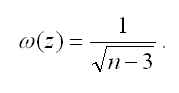 ω(z) = 1/√(n−3) .